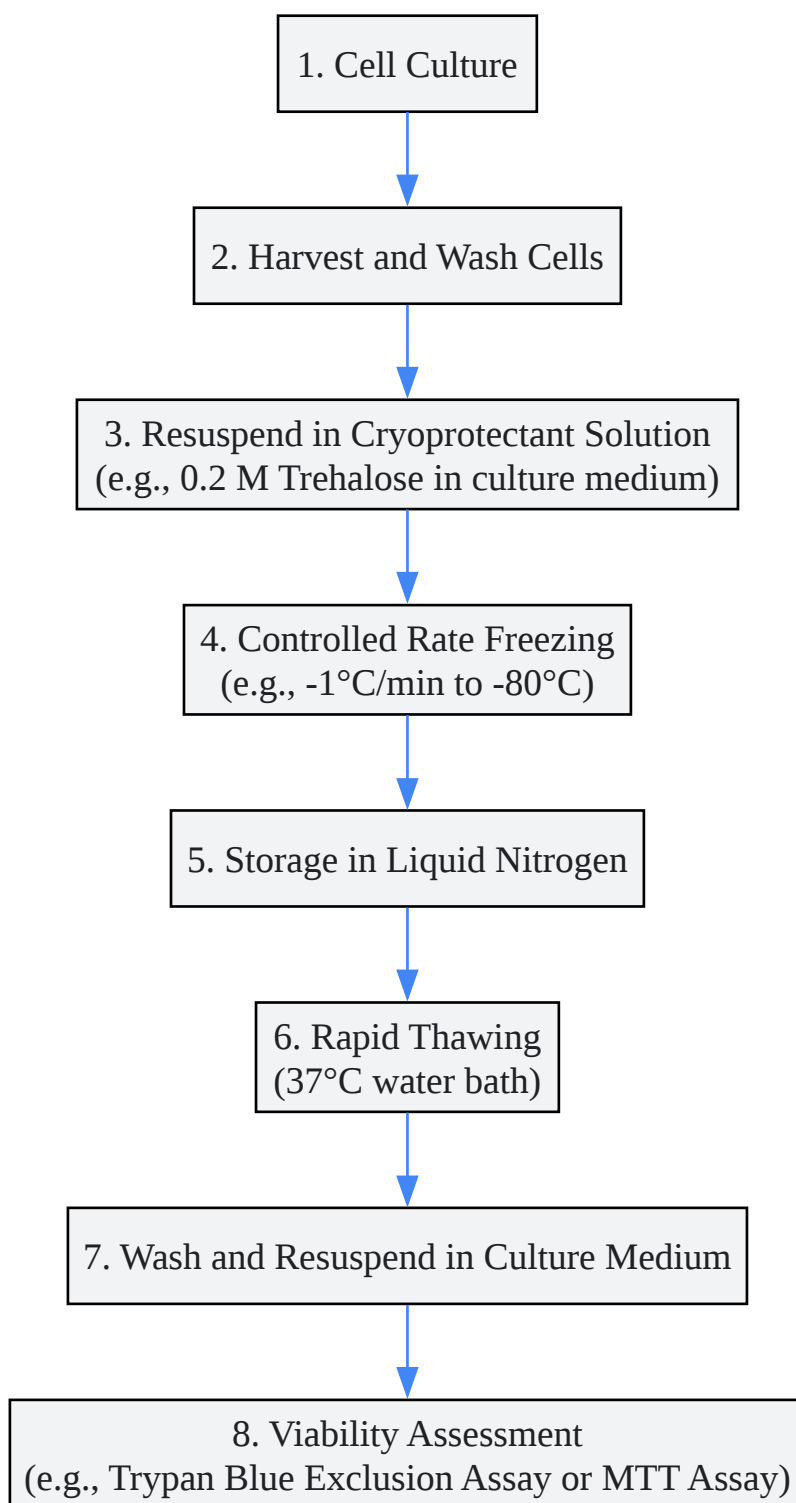 1. Cell Culture
2. Harvest and Wash Cells
3. Resuspend in Cryoprotectant Solution
(e.g., 0.2 M Trehalose in culture medium)
4. Controlled Rate Freezing
(e.g., -1°C/min to -80°C)
5. Storage in Liquid Nitrogen
6. Rapid Thawing
(37°C water bath)
7. Wash and Resuspend in Culture Medium
8. Viability Assessment
(e.g., Trypan Blue Exclusion Assay or MTT Assay)